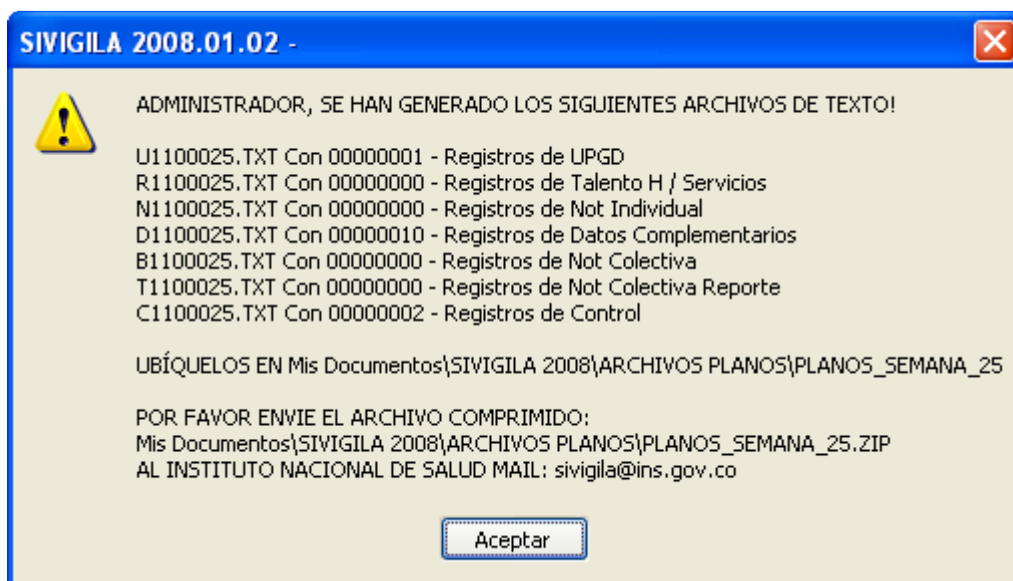 SIVIGILA 2008.01.02 -
ADMINISTRADOR, SE HAN GENERADO LOS SIGUIENTES ARCHIVOS DE TEXTO!
U1100025.TXT Con 00000001 - Registros de UPGD
R1100025.TXT Con 00000000 - Registros de Talento H / Servicios
N1100025.TXT Con 00000000 - Registros de Not Individual
D1100025.TXT Con 00000010 - Registros de Datos Complementarios
B1100025.TXT Con 00000000 - Registros de Not Colectiva
T1100025.TXT Con 00000000 - Registros de Not Colectiva Reporte
C1100025.TXT Con 00000002 - Registros de Control
UBÍQUELOS EN Mis Documentos\SIVIGILA 2008\ARCHIVOS PLANOS\PLANOS_SEMANA_25
POR FAVOR ENVIE EL ARCHIVO COMPRIMIDO:
Mis Documentos\SIVIGILA 2008\ARCHIVOS PLANOS\PLANOS_SEMANA_25.ZIP
AL INSTITUTO NACIONAL DE SALUD MAIL: sivigila@ins.gov.co
Aceptar